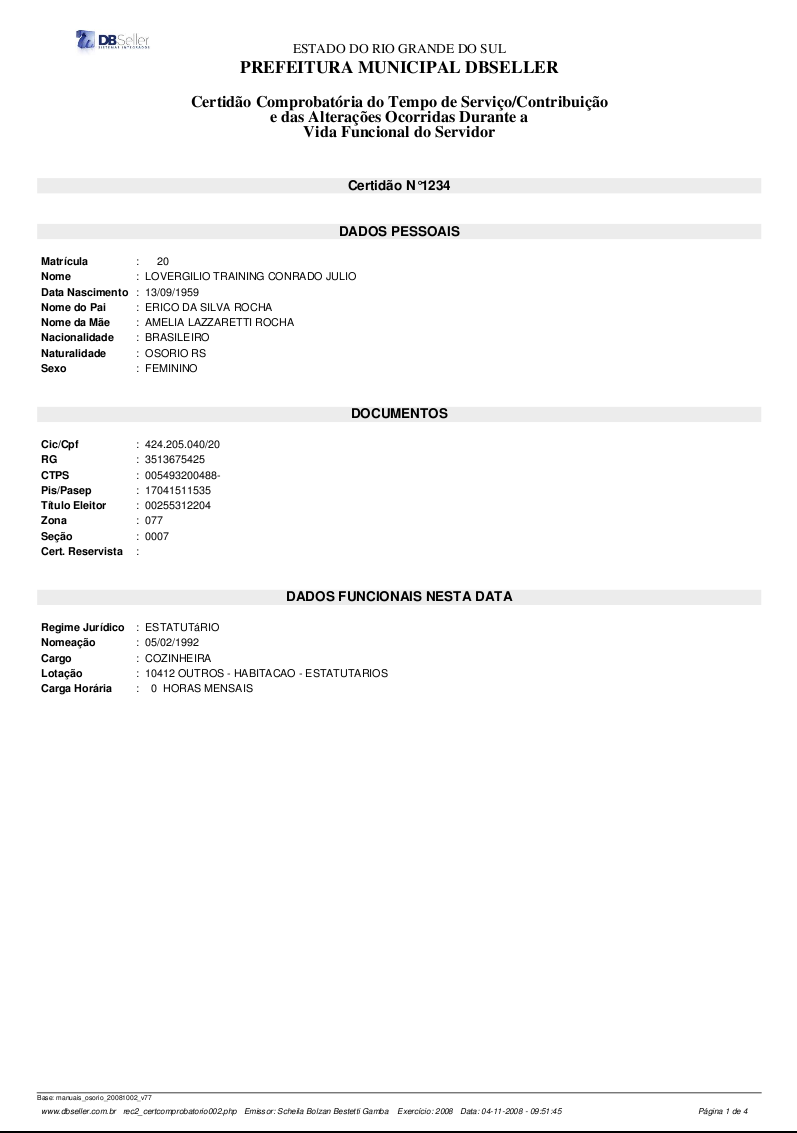 DBSeller
SISTEMAS INTEGRADOS
ESTADO DO RIO GRANDE DO SUL
PREFEITURA MUNICIPAL DBSELLER
Certidão Comprobatória do Tempo de Serviço/Contribuição
e das Alterações Ocorridas Durante a
Vida Funcional do Servidor
Certidão N°1234
DADOS PESSOAIS
Matrícula : 20
Nome : LOVERGILIO TRAINING CONRADO JULIO
Data Nascimento : 13/09/1959
Nome do Pai : ERICO DA SILVA ROCHA
Nome da Mãe : AMELIA LAZZARETTI ROCHA
Nacionalidade : BRASILEIRO
Naturalidade : OSORIO RS
Sexo : FEMININO
DOCUMENTOS
Cic/Cpf : 424.205.040/20
RG : 3513675425
CTPS : 005493200488-
Pis/Pasep : 17041511535
Título Eleitor : 00255312204
Zona : 077
Seção : 0007
Cert. Reservista :
DADOS FUNCIONAIS NESTA DATA
Regime Jurídico : ESTATUTáRIO
Nomeação : 05/02/1992
Cargo : COZINHEIRA
Lotação : 10412 OUTROS - HABITACAO - ESTATUTARIOS
Carga Horária : 0 HORAS MENSAIS
Base: manuais_osorio_20081002_v77
www.dbseller.com.br rec2_certcomprobatorio002.php Emissor: Scheila Bolzan Bestetti Gamba Exercício: 2008 Data: 04-11-2008 - 09:51:45 Página 1 de 4